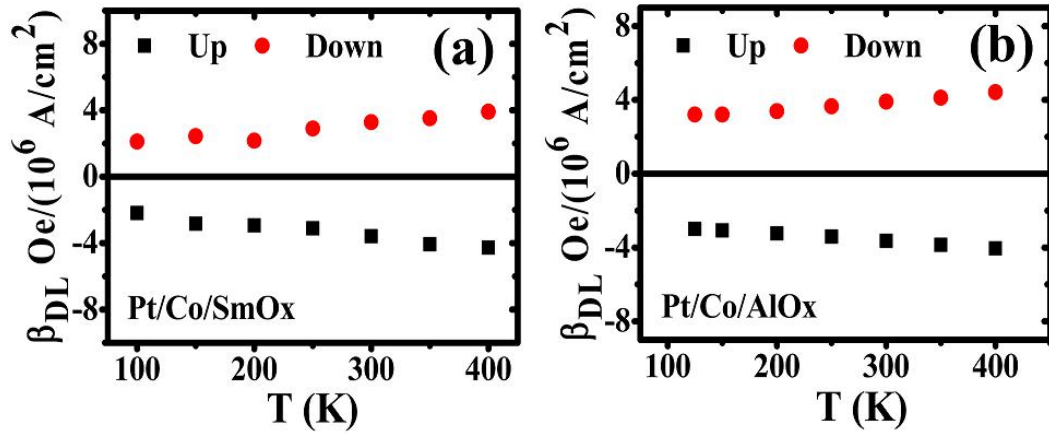 β_DL Oe/(10^6 A/cm^2)
8
4
0
-4
-8
Up Down (a)
Pt/Co/SmOx
100 200 300 400
T (K)
β_DL Oe/(10^6 A/cm^2)
8
4
0
-4
-8
Up Down (b)
Pt/Co/AlOx
100 200 300 400
T (K)